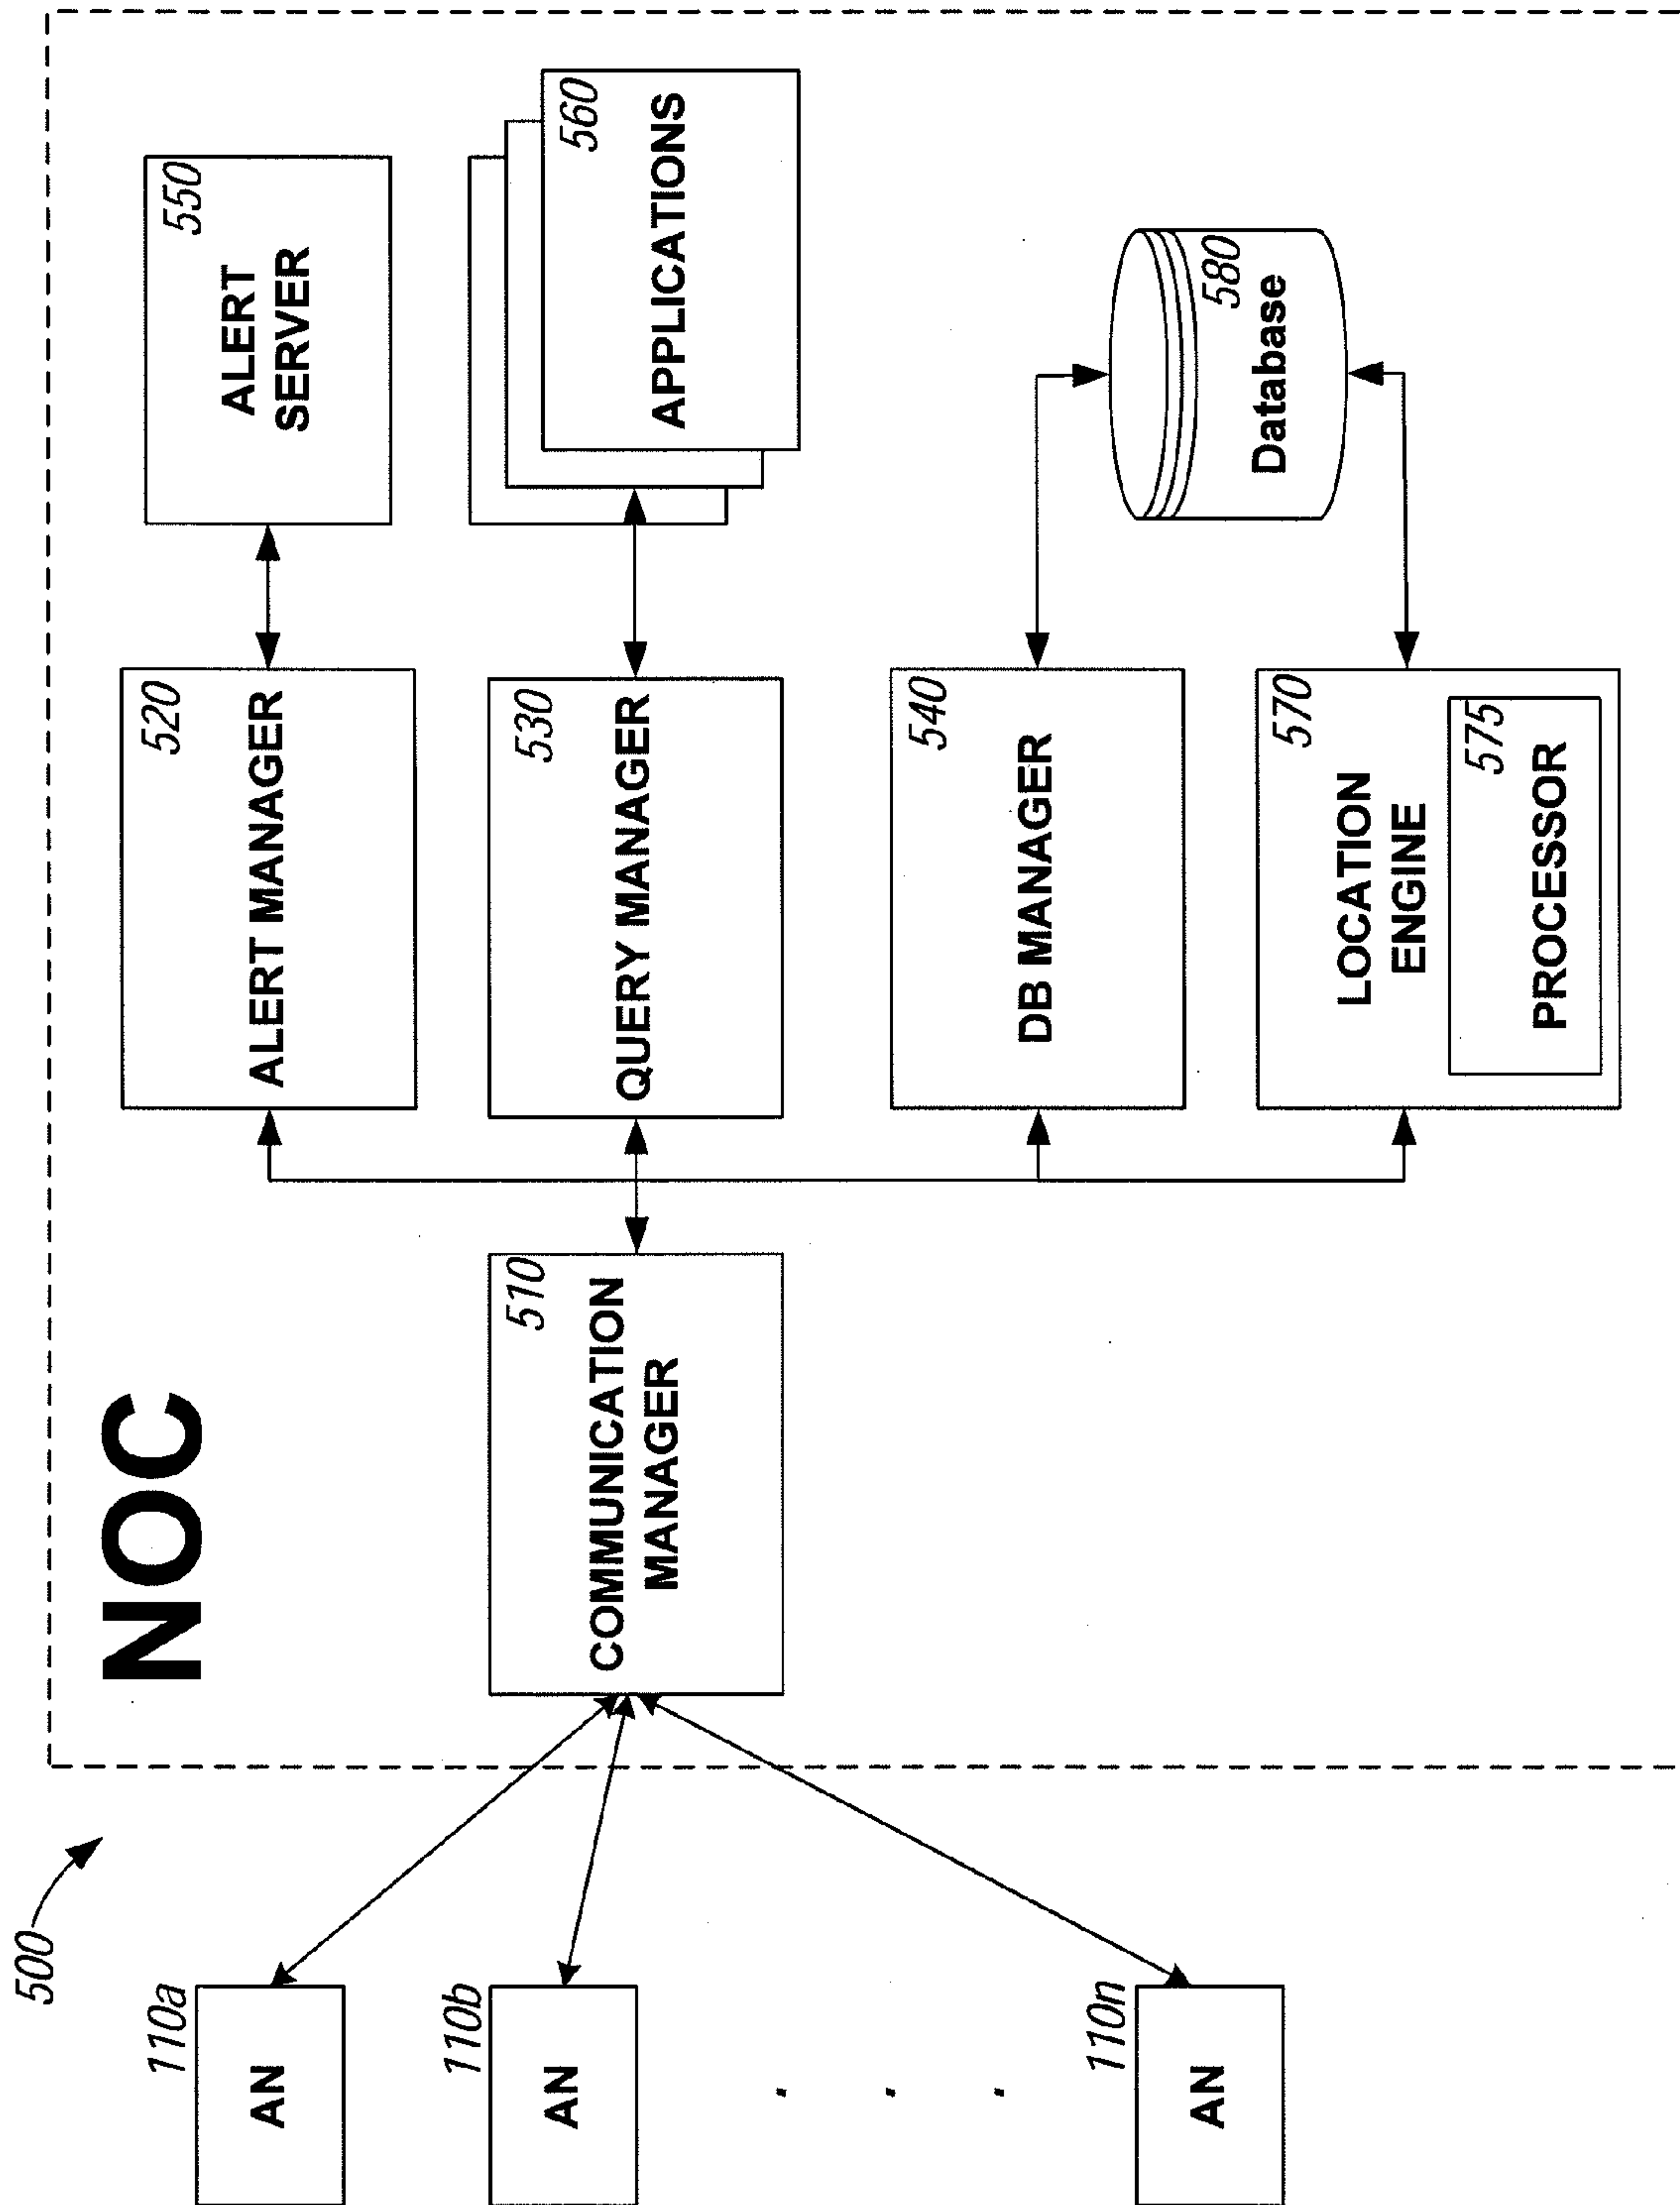 500
NOC
110a
AN
110b
AN
. . .
110n
AN
510
COMMUNICATION
MANAGER
520
ALERT MANAGER
530
QUERY MANAGER
540
DB MANAGER
570
LOCATION
ENGINE
575
PROCESSOR
550
ALERT
SERVER
560
APPLICATIONS
580
Database